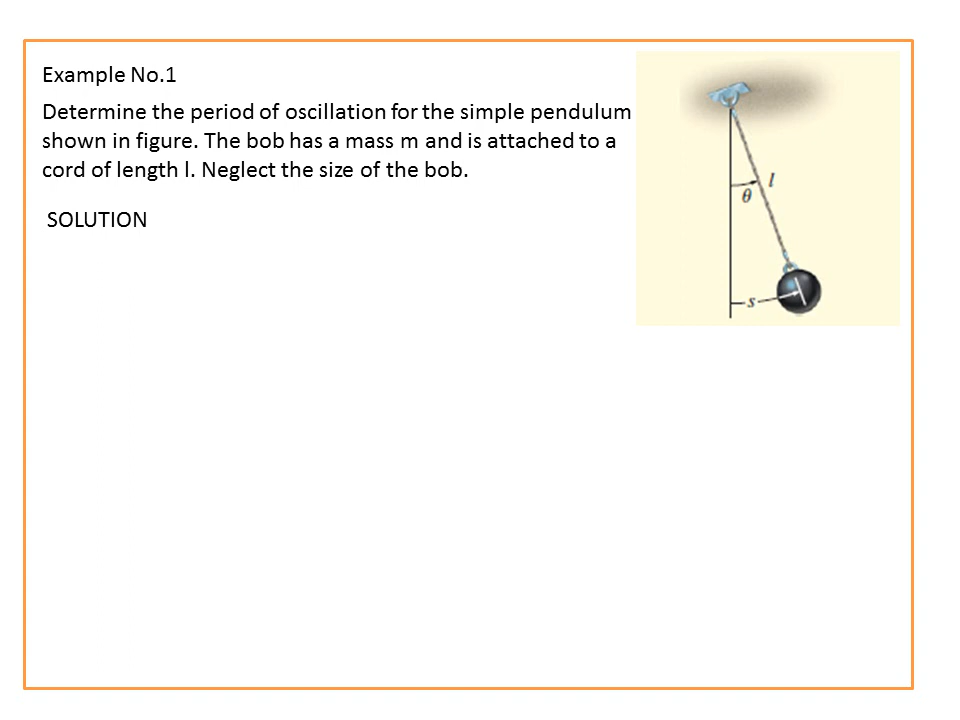 Example No.1
Determine the period of oscillation for the simple pendulum
shown in figure. The bob has a mass m and is attached to a
cord of length l. Neglect the size of the bob.
SOLUTION
l
θ
s